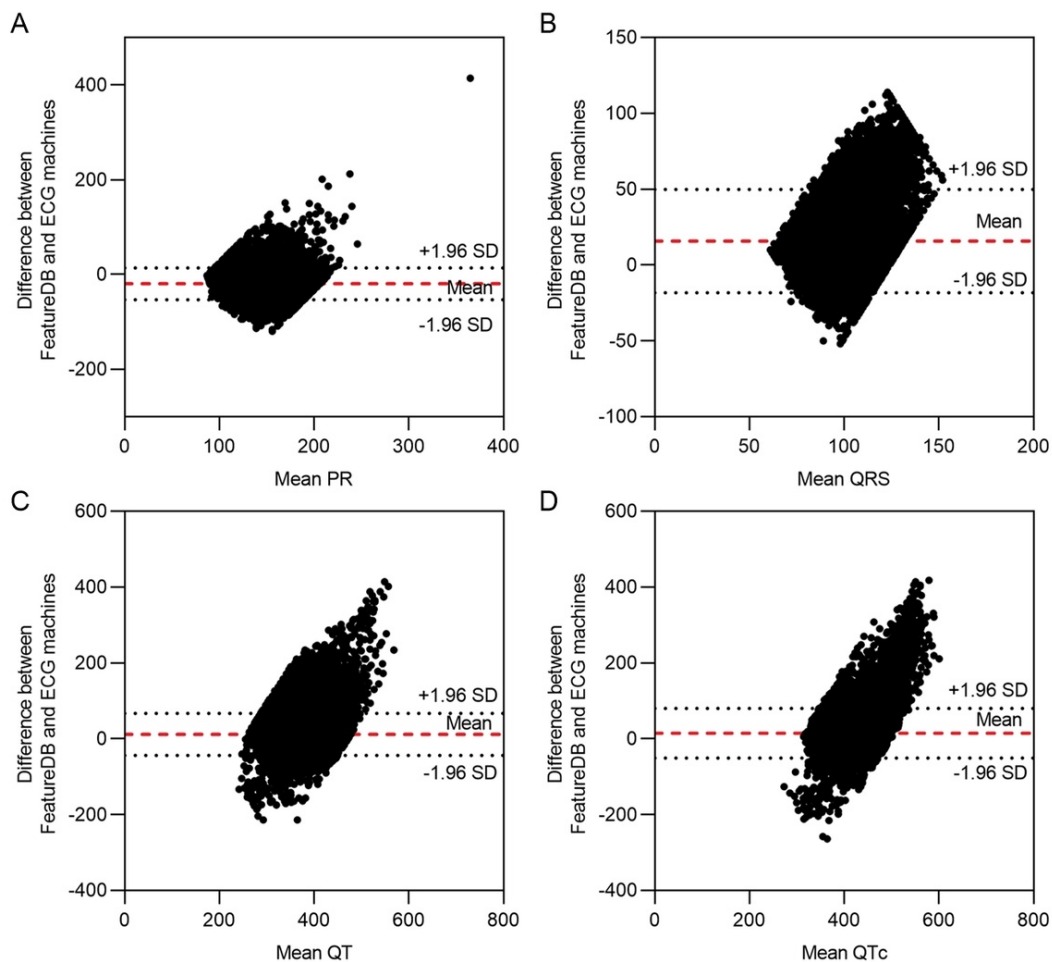 A
Difference between
FeatureDB and ECG machines
400
200
0
-200
+1.96 SD
Mean
-1.96 SD
0
100
200
300
400
Mean PR
B
Difference between
FeatureDB and ECG machines
150
100
50
0
-50
-100
+1.96 SD
Mean
-1.96 SD
0
50
100
150
200
Mean QRS
C
Difference between
FeatureDB and ECG machines
600
400
200
0
-200
-400
+1.96 SD
Mean
-1.96 SD
0
200
400
600
800
Mean QT
D
Difference between
FeatureDB and ECG machines
600
400
200
0
-200
-400
+1.96 SD
Mean
-1.96 SD
0
200
400
600
800
Mean QTc